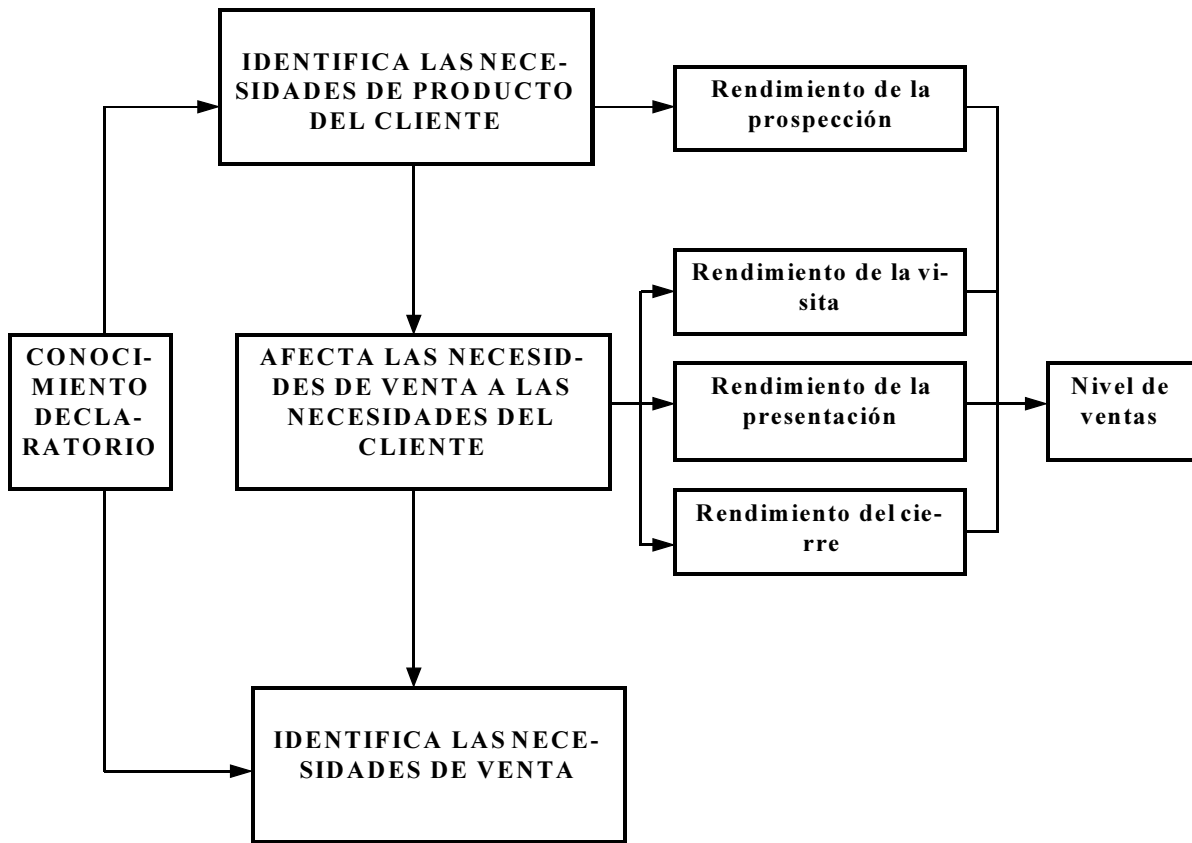 IDENTIFICA LAS NECE-
SIDADES DE PRODUCTO
DEL CLIENTE
Rendimiento de la
prospección
Rendimiento de la vi-
sita
CONOCI-
MIENTO
DECLA-
RATORIO
AFECTA LAS NECESID-
DES DE VENTA A LAS
NECESIDADES DEL
CLIENTE
Rendimiento de la
presentación
Nivel de
ventas
Rendimiento del cie-
rre
IDENTIFICA LAS NECE-
SIDADES DE VENTA